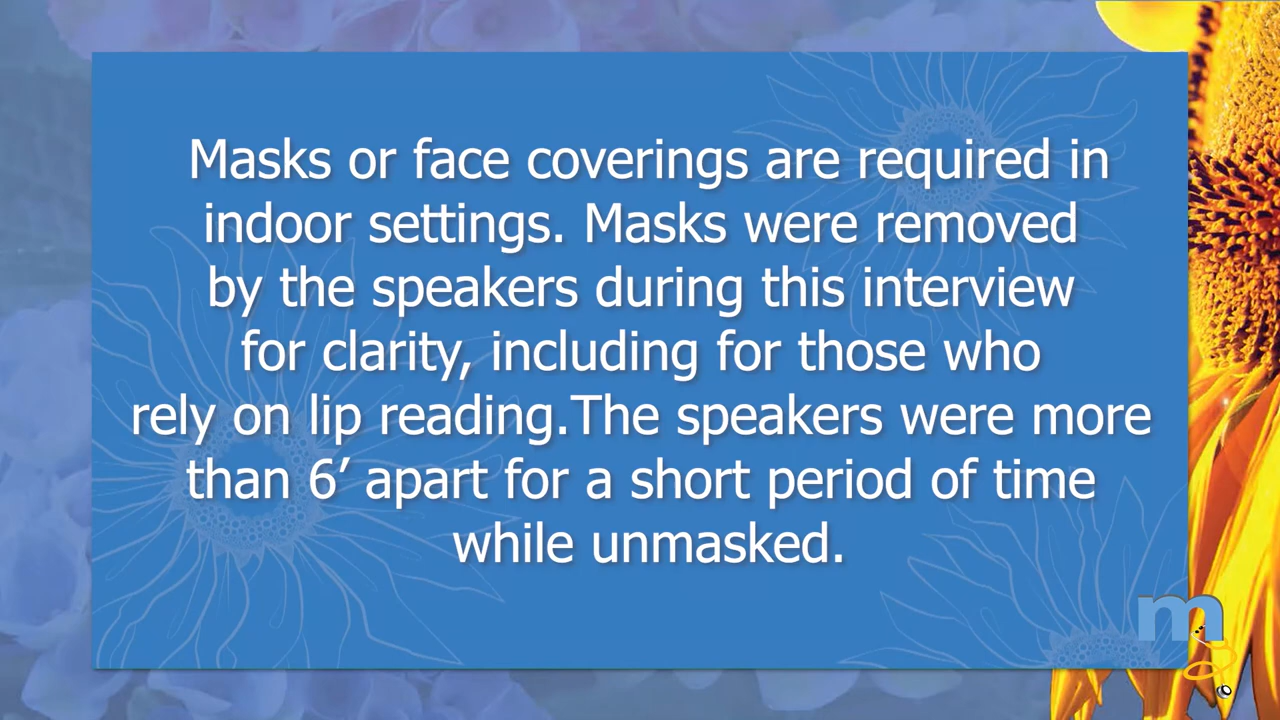 Masks or face coverings are required in
indoor settings. Masks were removed
by the speakers during this interview
for clarity, including for those who
rely on lip reading.The speakers were more
than 6’ apart for a short period of time
while unmasked.
m